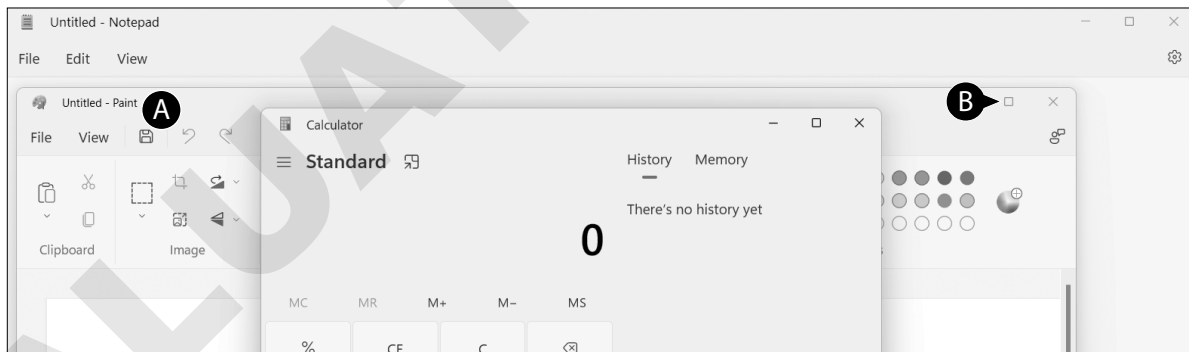 Untitled - Notepad
File Edit View
Untitled - Paint
A
B
File View
Calculator
Standard
History Memory
There's no history yet
0
Clipboard
Image
MC MR M+ M− MS
% CE C